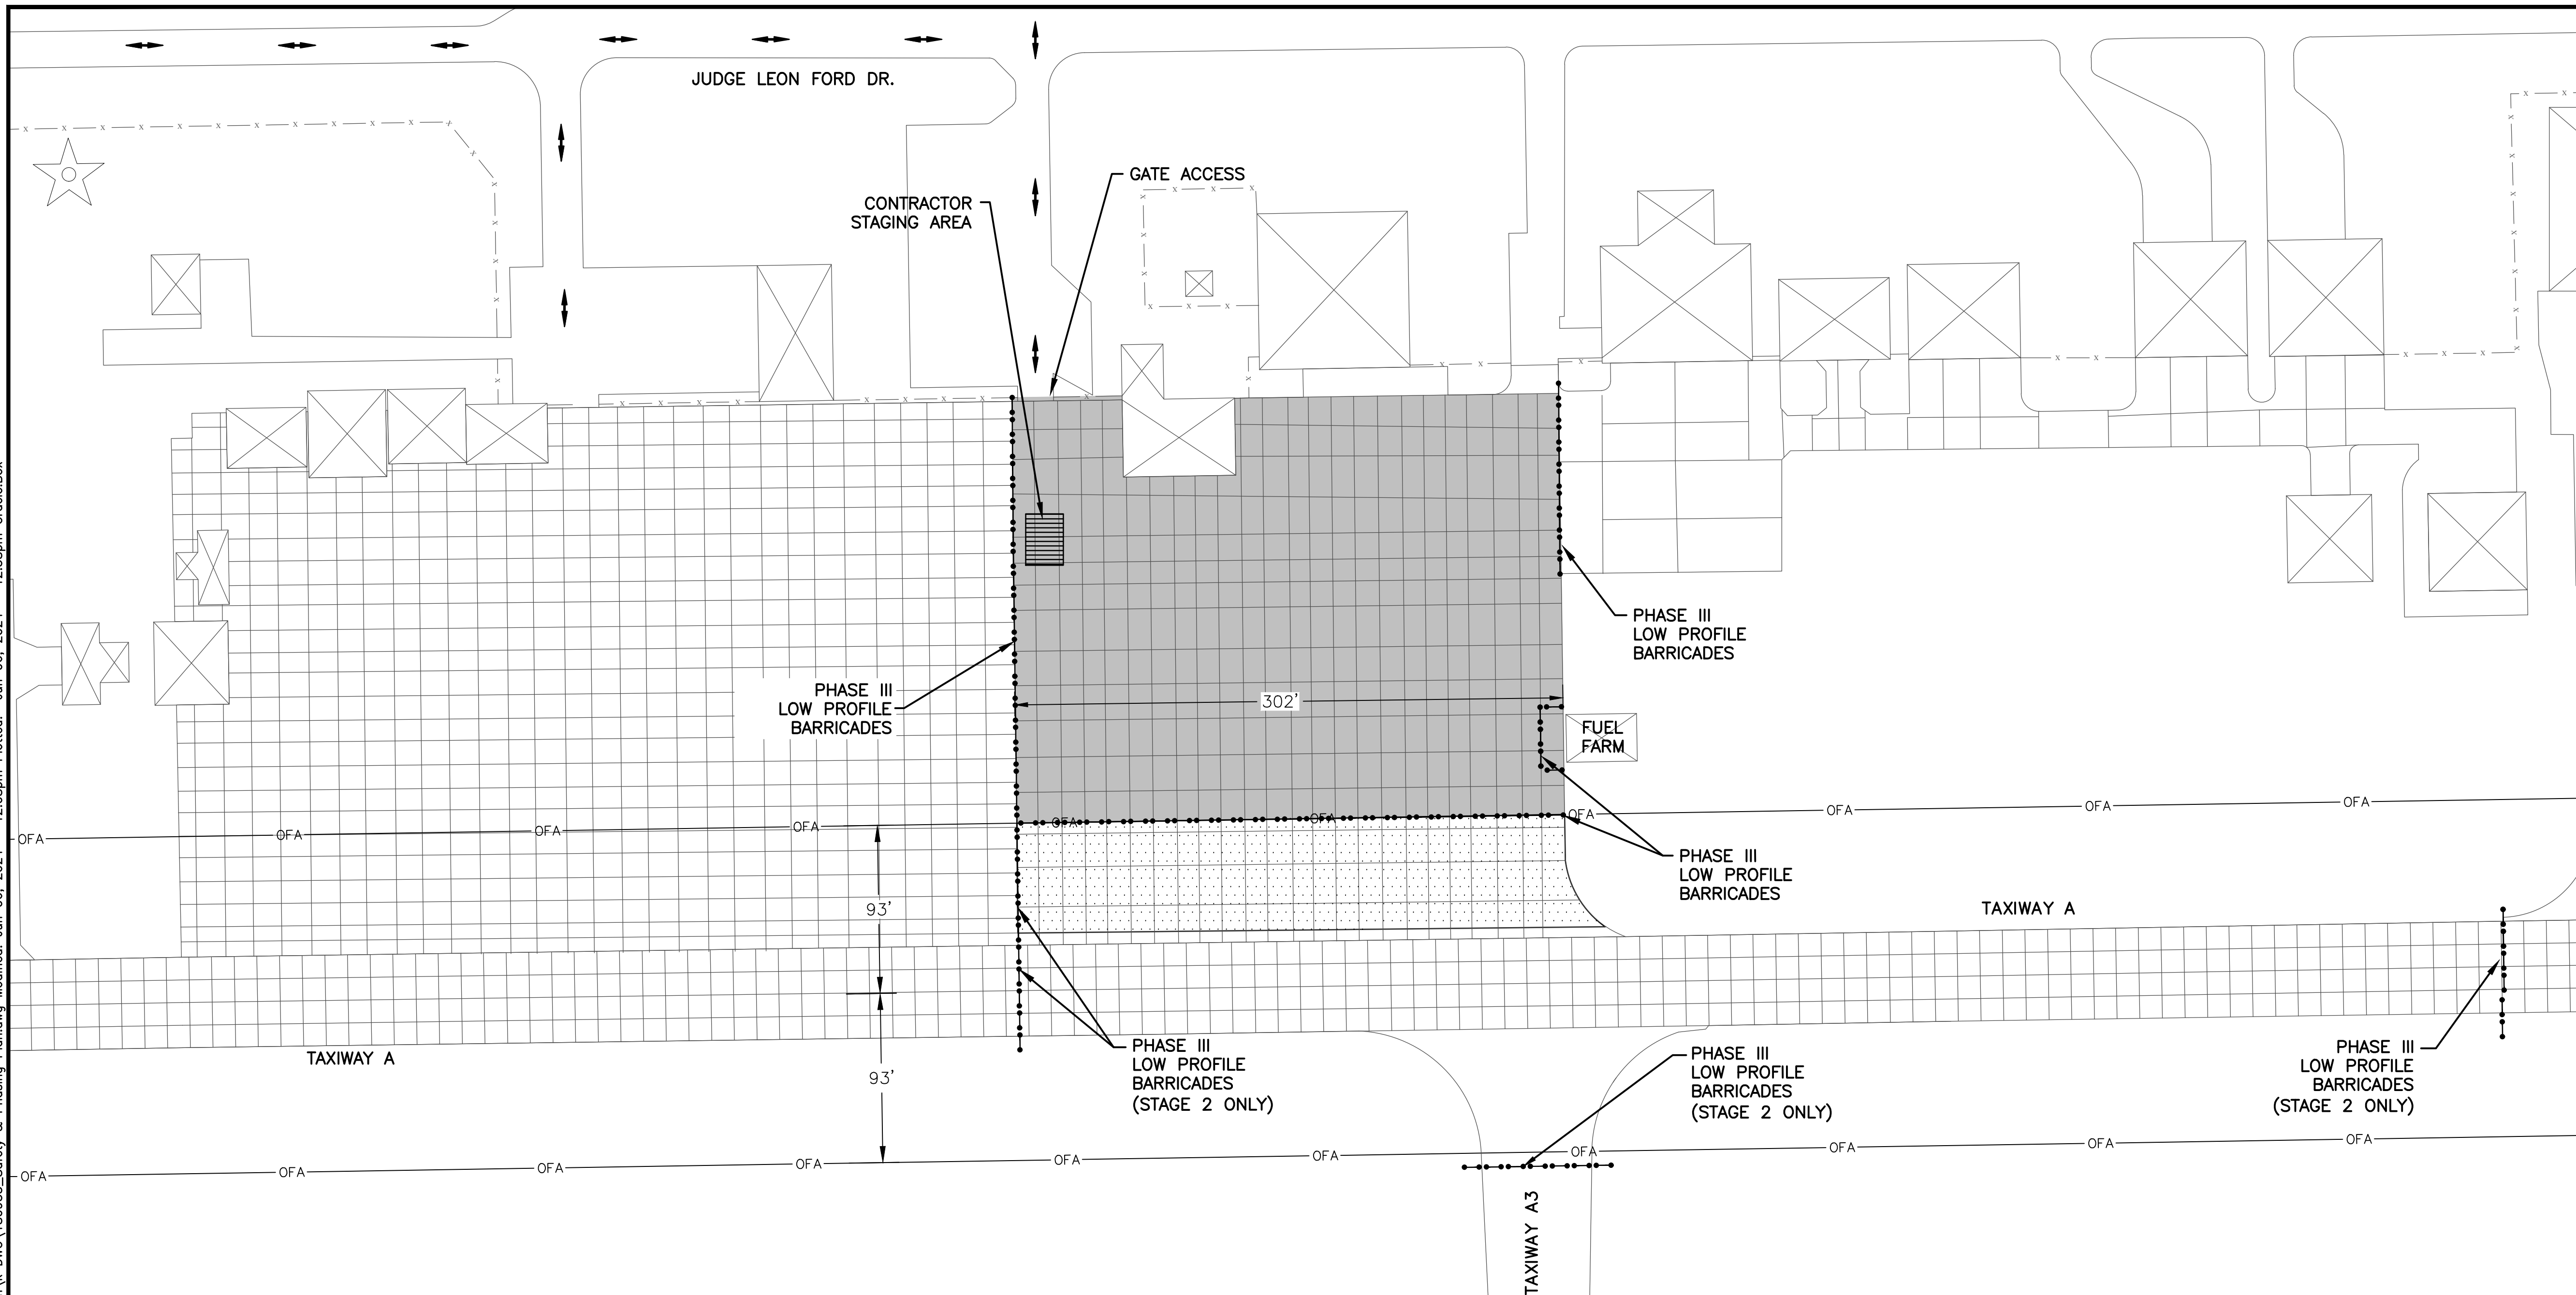 JUDGE LEON FORD DR.
GATE ACCESS
CONTRACTOR
STAGING AREA
PHASE III
LOW PROFILE
BARRICADES
PHASE III
LOW PROFILE
BARRICADES
302'
FUEL
FARM
OFA
OFA
OFA
OFA
OFA
OFA
OFA
OFA
OFA
OFA
PHASE III
LOW PROFILE
BARRICADES
93'
TAXIWAY A
TAXIWAY A
93'
PHASE III
LOW PROFILE
BARRICADES
(STAGE 2 ONLY)
PHASE III
LOW PROFILE
BARRICADES
(STAGE 2 ONLY)
PHASE III
LOW PROFILE
BARRICADES
(STAGE 2 ONLY)
OFA
OFA
OFA
OFA
OFA
OFA
OFA
OFA
OFA
OFA
TAXIWAY A3